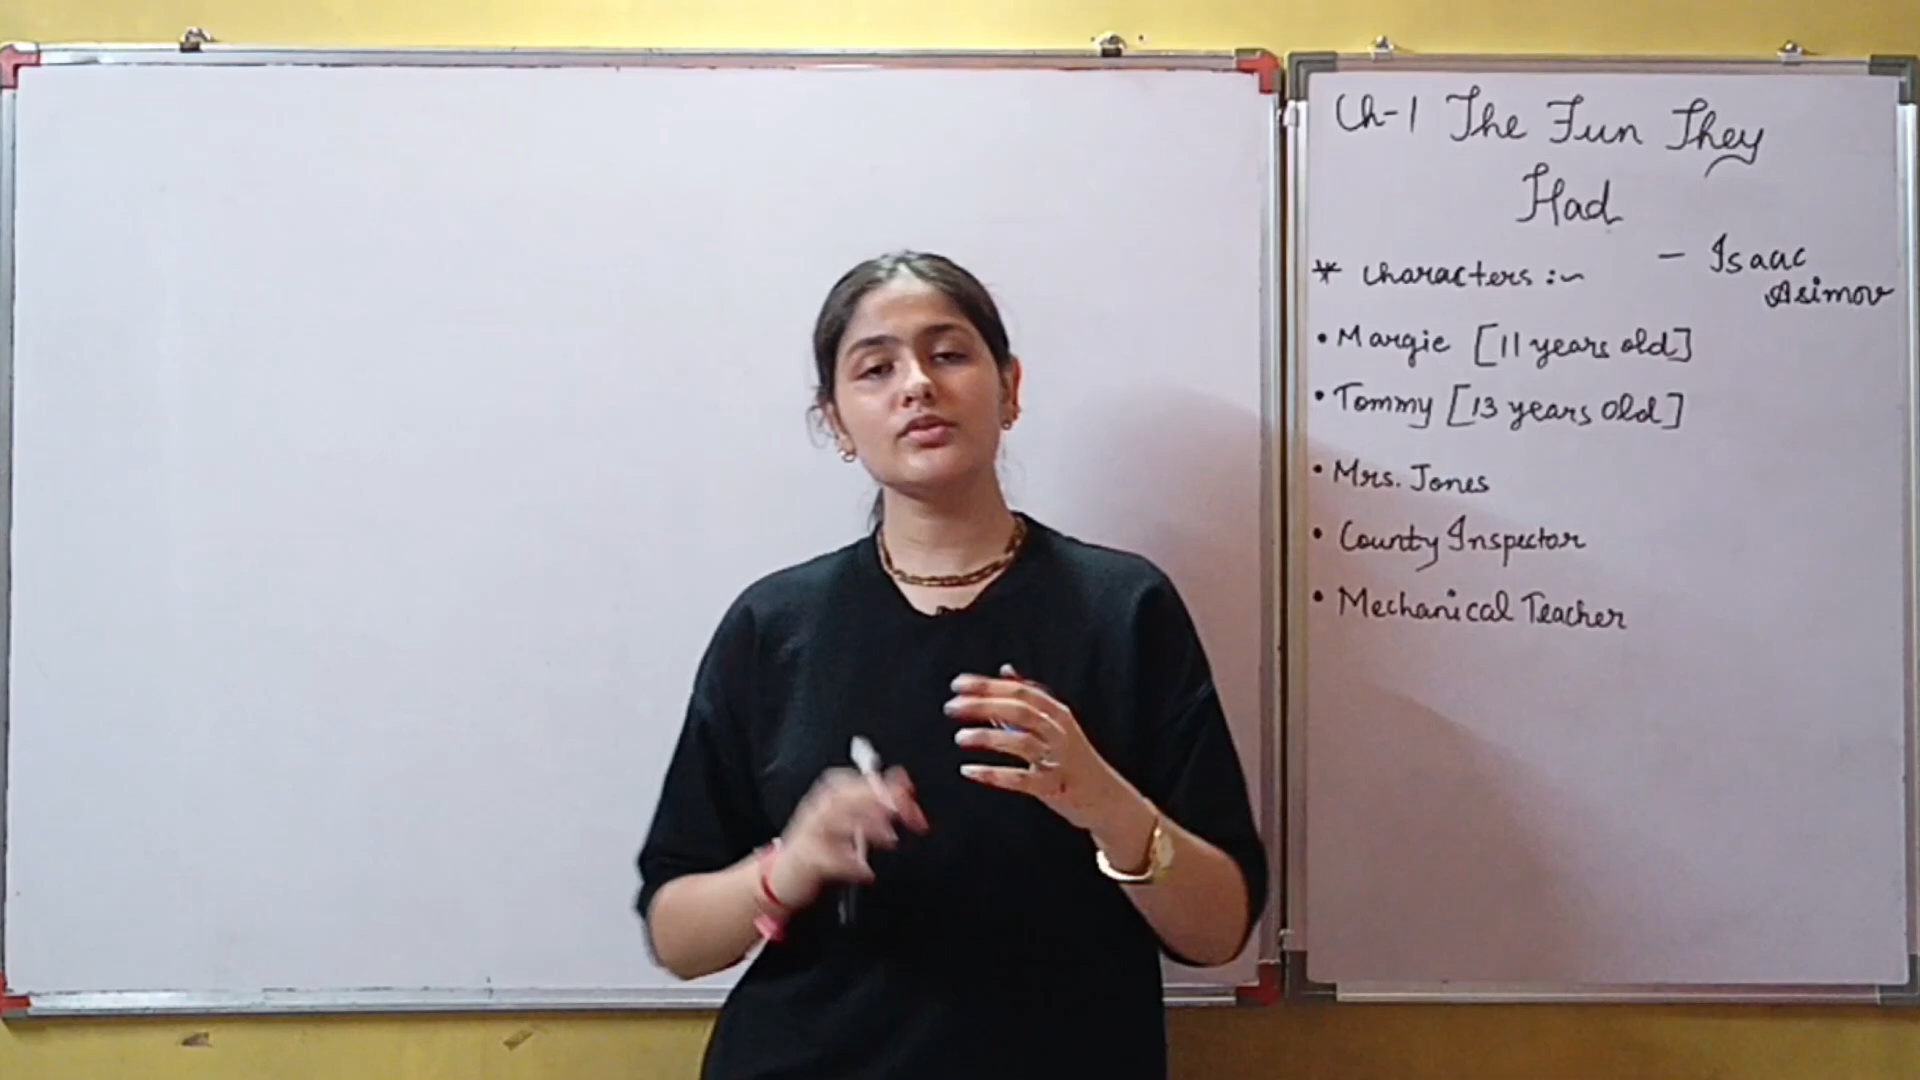 Ch-1 The Fun They
Had
- Isaac
Asimov
* Characters :~
• Margie [11 years old]
• Tommy [13 years old]
• Mrs. Jones
• County Inspector
• Mechanical Teacher